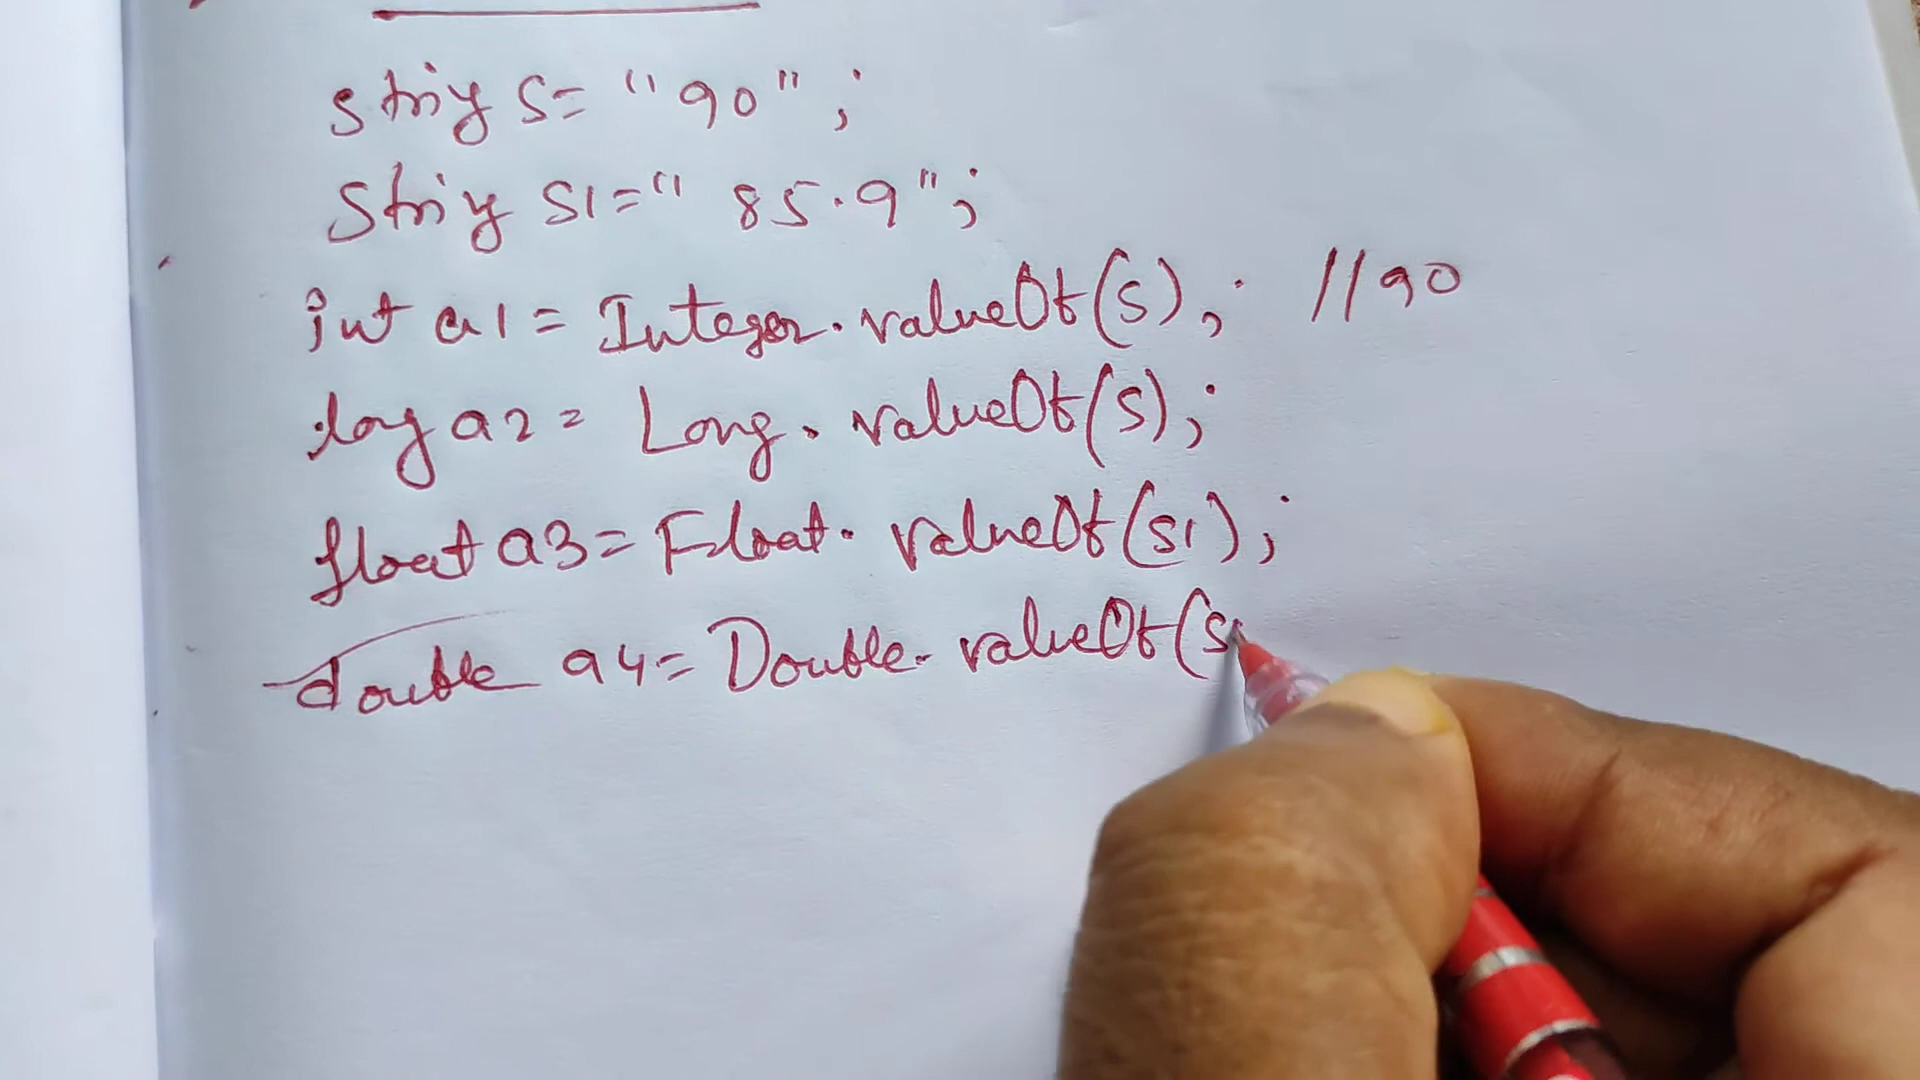 String S= "90";
String S1=" 85.9";
int a1= Integer.valueOf(S); //90
long a2= Long.valueOf(S);
float a3= Float.valueOf(S1);
double a4= Double.valueOf(S